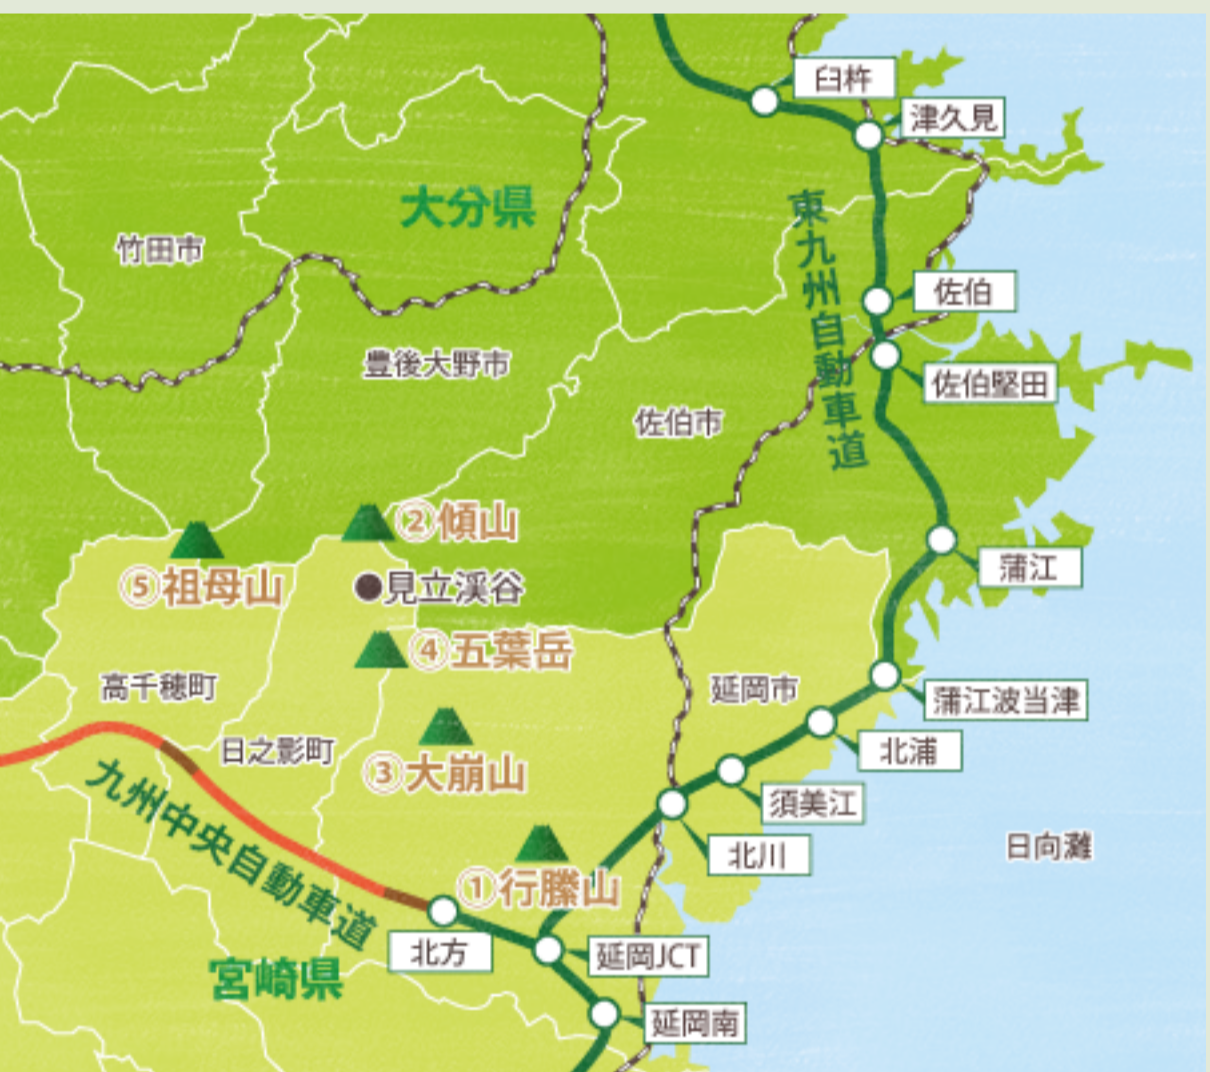 臼杵
津久見
大分県
東九州自動車道
竹田市
佐伯
豊後大野市
佐伯堅田
佐伯市
②傾山
蒲江
⑤祖母山
●見立渓谷
④五葉岳
高千穂町
延岡市
蒲江波当津
日之影町
北浦
③大崩山
須美江
九州中央自動車道
北川
日向灘
①行縢山
北方
延岡JCT
宮崎県
延岡南